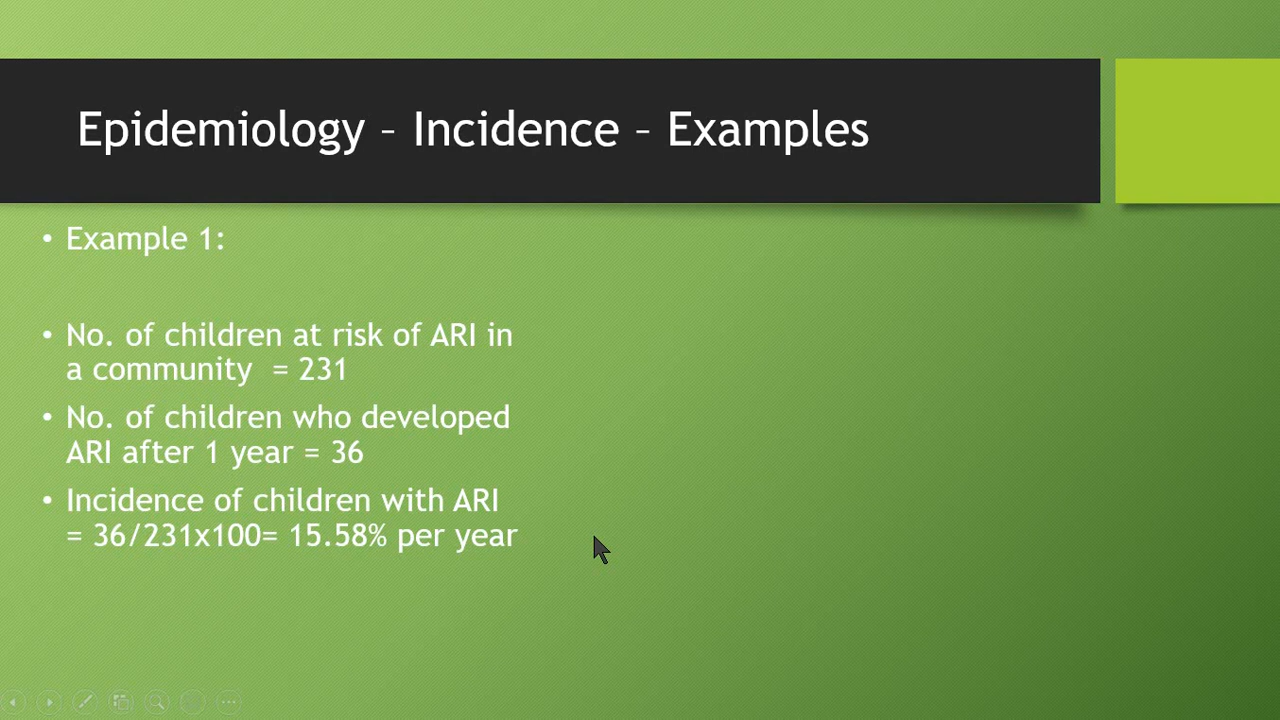 Epidemiology – Incidence – Examples
• Example 1:
• No. of children at risk of ARI in
a community  = 231
• No. of children who developed
ARI after 1 year = 36
• Incidence of children with ARI
= 36/231x100= 15.58% per year